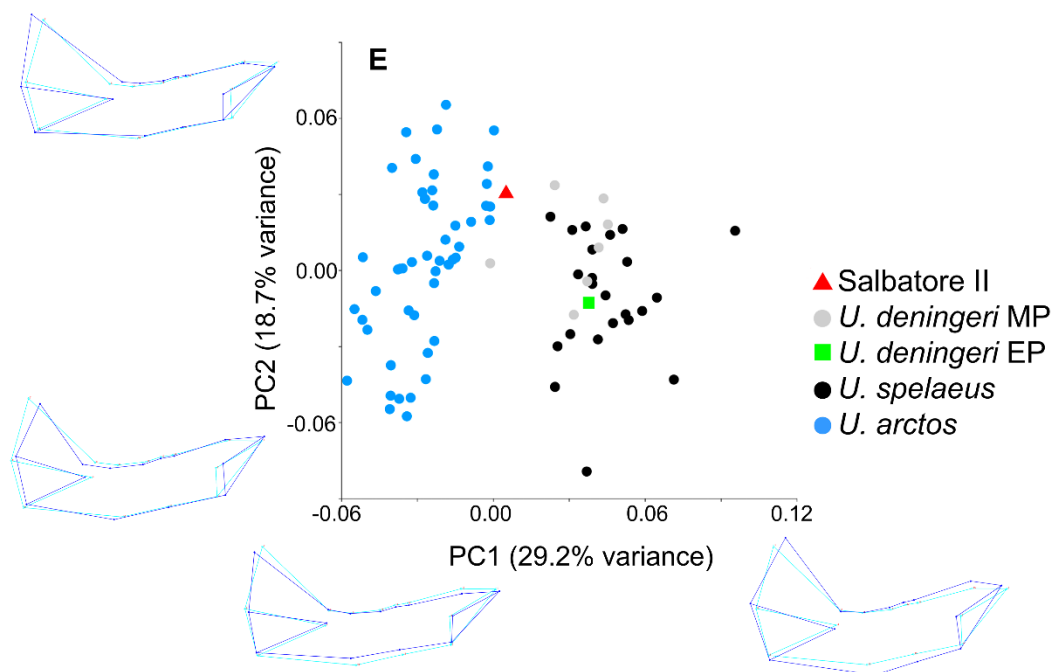 E
0.06
0.00
-0.06
PC2 (18.7% variance)
-0.06
0.00
0.06
0.12
PC1 (29.2% variance)
Salbatore II
U. deningeri MP
U. deningeri EP
U. spelaeus
U. arctos